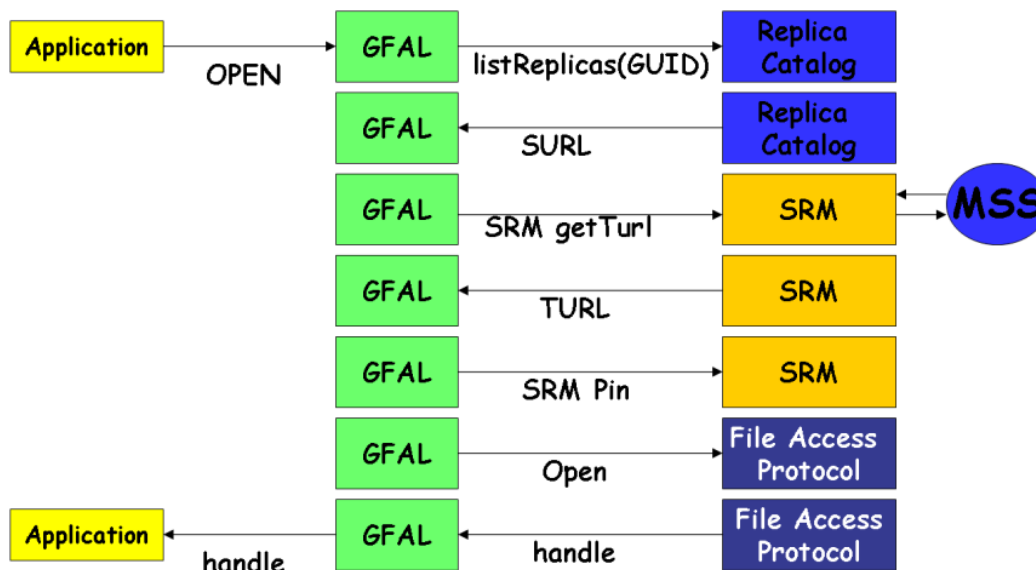 Application
GFAL
Replica
Catalog
OPEN
listReplicas(GUID)
GFAL
Replica
Catalog
SURL
GFAL
SRM
MSS
SRM getTurl
GFAL
SRM
TURL
GFAL
SRM
SRM Pin
GFAL
File Access
Protocol
Open
Application
GFAL
File Access
Protocol
handle
handle